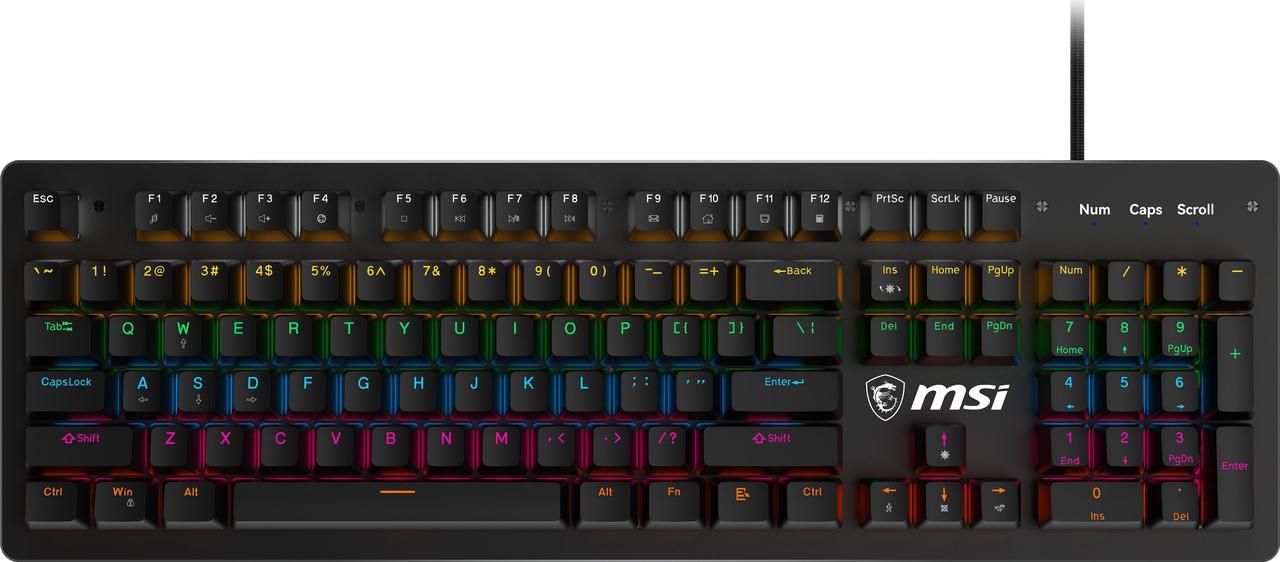 Esc F1 F2 F3 F4 F5 F6 F7 F8 F9 F10 F11 F12 PrtSc ScrLk Pause Num Caps Scroll
` ~ 1 ! 2 @ 3 # 4 $ 5 % 6 ^ 7 & 8 * 9 ( 0 ) - _ = + ←Back Ins Home PgUp Num / * -
Tab Q W ↑ E R T Y U I O P [ { ] } \ | Del End PgDn 7 Home 8 ↑ 9 PgUp +
CapsLock A ← S ↓ D → F G H J K L ; : ' " Enter↵ msi 4 ← 5 6 →
⇧Shift Z X C V B N M , < . > / ? ⇧Shift ↑ 1 End 2 ↓ 3 PgDn Enter
Ctrl Win Alt — Alt Fn Ctrl ← ↓ → 0 Ins . Del